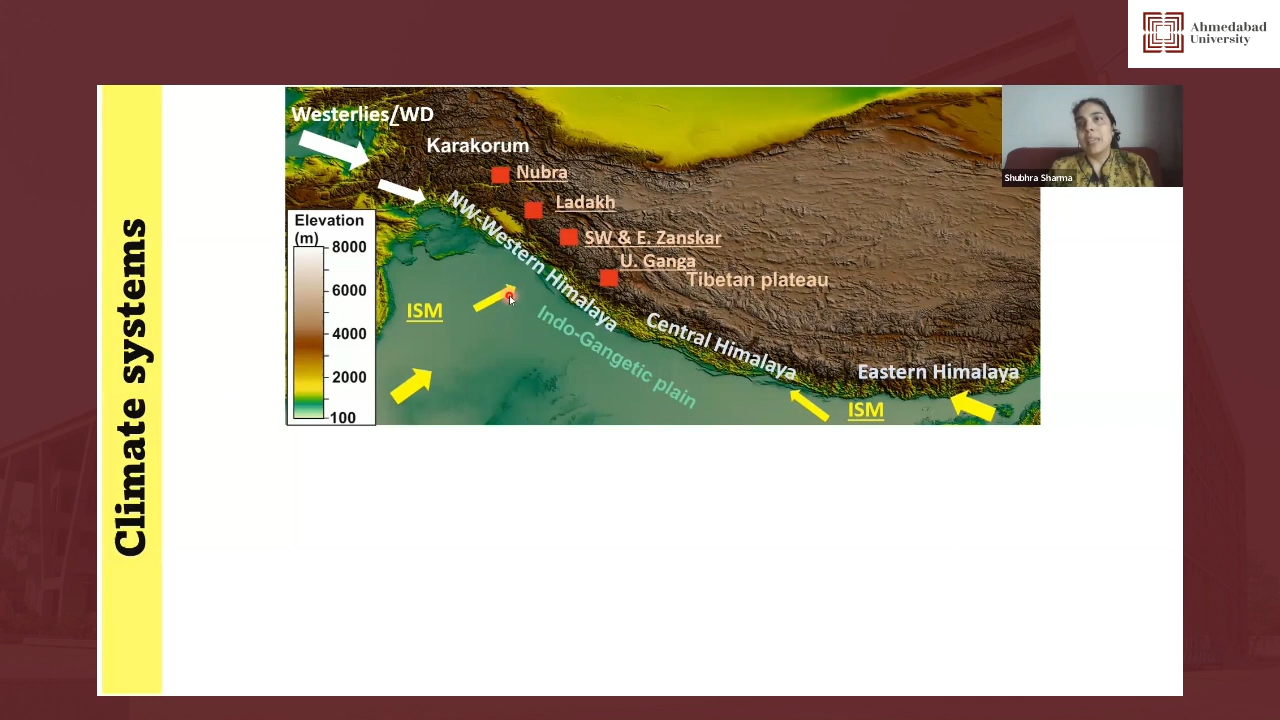 Ahmedabad
University
Climate systems
Westerlies/WD
Karakorum
Nubra
Ladakh
SW & E. Zanskar
U. Ganga
Tibetan plateau
NW-Western Himalaya
Central Himalaya
Eastern Himalaya
Indo-Gangetic plain
ISM
ISM
Elevation
(m)
8000
6000
4000
2000
100
Shubhra Sharma